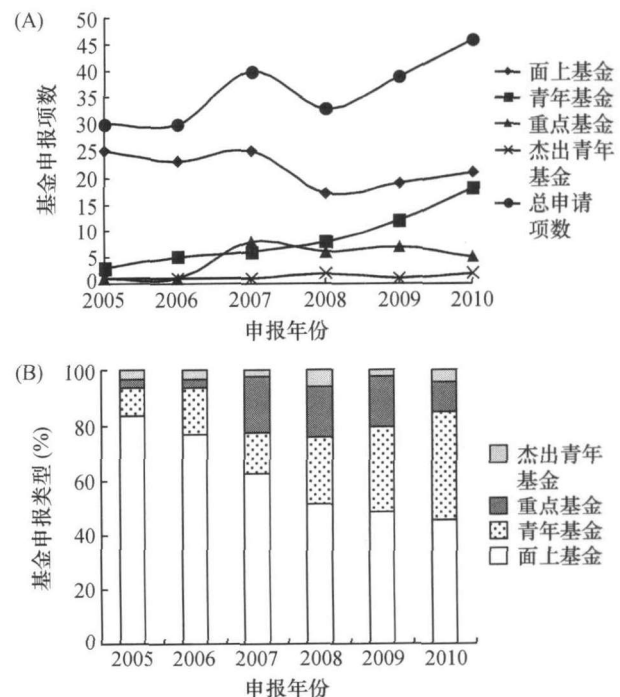 (A)
50
45
40
35
30
25
20
15
10
5
0
基金申报项数
2005 2006 2007 2008 2009 2010
申报年份
面上基金
青年基金
重点基金
杰出青年
基金
总申请
项数
(B)
100
80
60
40
20
0
基金申报类型 (%)
2005 2006 2007 2008 2009 2010
申报年份
杰出青年
基金
重点基金
青年基金
面上基金